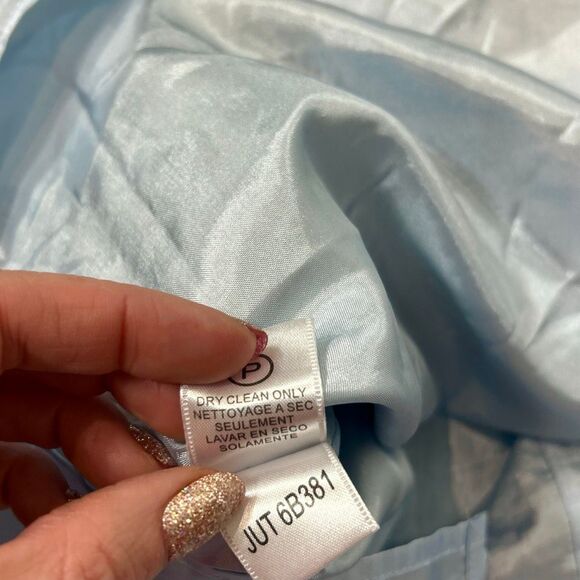 P
DRY CLEAN ONLY
NETTOYAGE A SEC
SEULEMENT
LAVAR EN SECO
SOLAMENTE
JUT 6B381